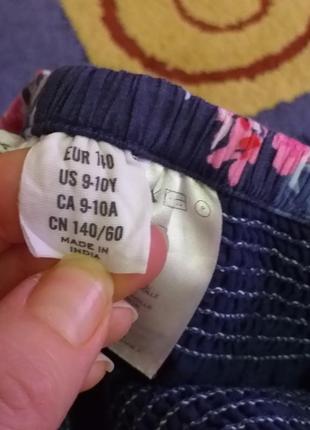 EUR 140
US 9-10Y
CA 9-10A
CN 140/60
MADE IN
INDIA